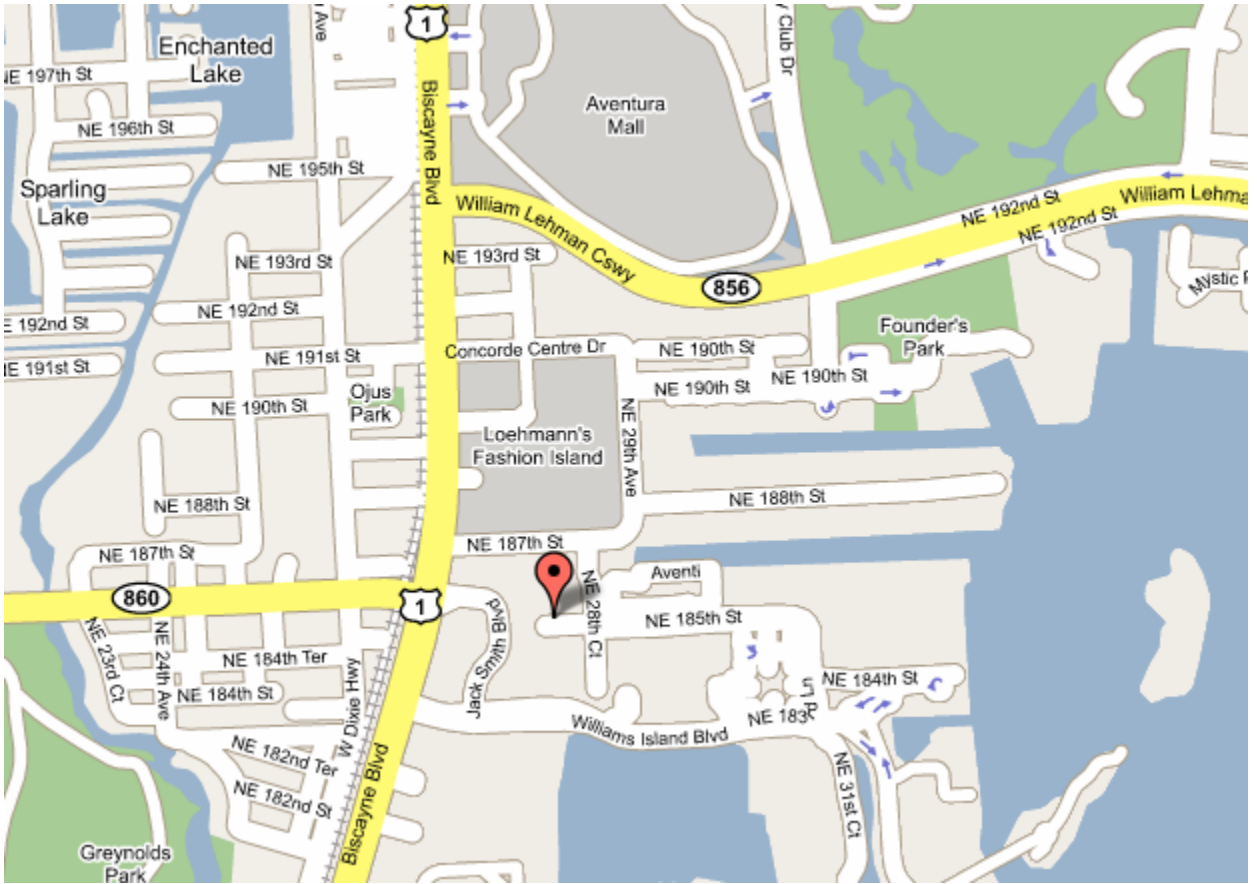 1
Ave
y Club Dr
Enchanted
Lake
NE 197th St
Biscayne Blvd
Aventura
Mall
NE 196th St
NE 195th St
Sparling
Lake
William Lehman Cswy
NE 192nd St
William Lehma
NE 192nd St
NE 193rd St
NE 193rd St
856
Mystic
NE 192nd St
E 192nd St
Founder's
Park
Concorde Centre Dr
NE 190th St
NE 191st St
NE 191st St
NE 190th St
NE 190th St
Ojus
Park
NE 190th St
NE 29th Ave
Loehmann's
Fashion Island
NE 188th St
NE 188th St
NE 187th St
NE 187th St
Aventi
860
1
NE 28th Ct
Jack Smith Blvd
NE 185th St
NE 23rd Ct
NE 24th Ave
NE 184th Ter
W Dixie Hwy
NE 184th St
NE 184th St
NE 183
Williams Island Blvd
NE 182nd Ter
NE 31st Ct
NE 182nd St
Biscayne Blvd
Greynolds
Park